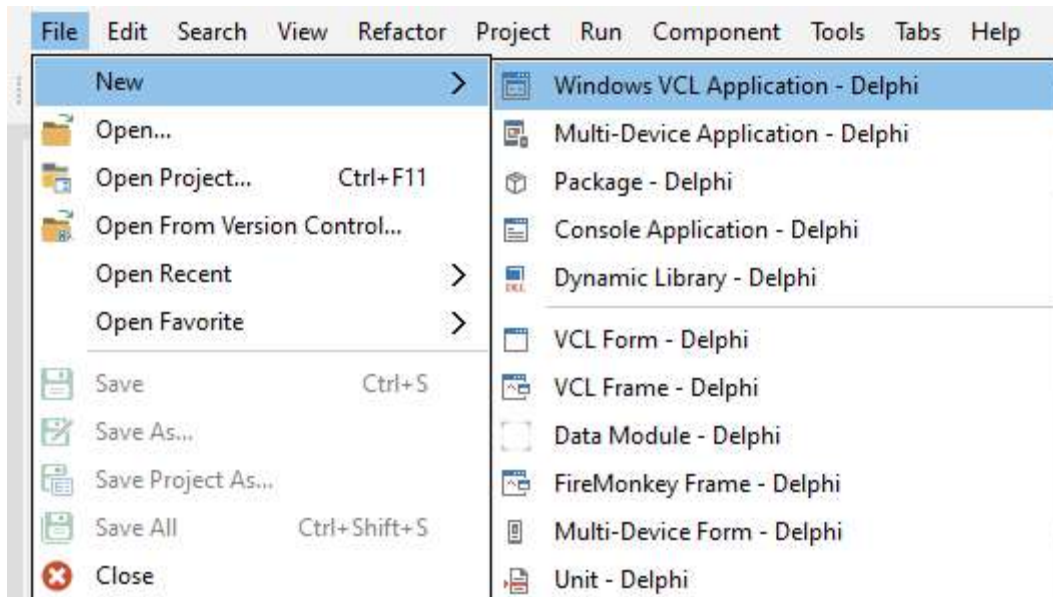 File Edit Search View Refactor Project Run Component Tools Tabs Help
New
Open...
Open Project... Ctrl+F11
Open From Version Control...
Open Recent
Open Favorite
Save Ctrl+S
Save As...
Save Project As...
Save All Ctrl+Shift+S
Close
Windows VCL Application - Delphi
Multi-Device Application - Delphi
Package - Delphi
Console Application - Delphi
Dynamic Library - Delphi
VCL Form - Delphi
VCL Frame - Delphi
Data Module - Delphi
FireMonkey Frame - Delphi
Multi-Device Form - Delphi
Unit - Delphi